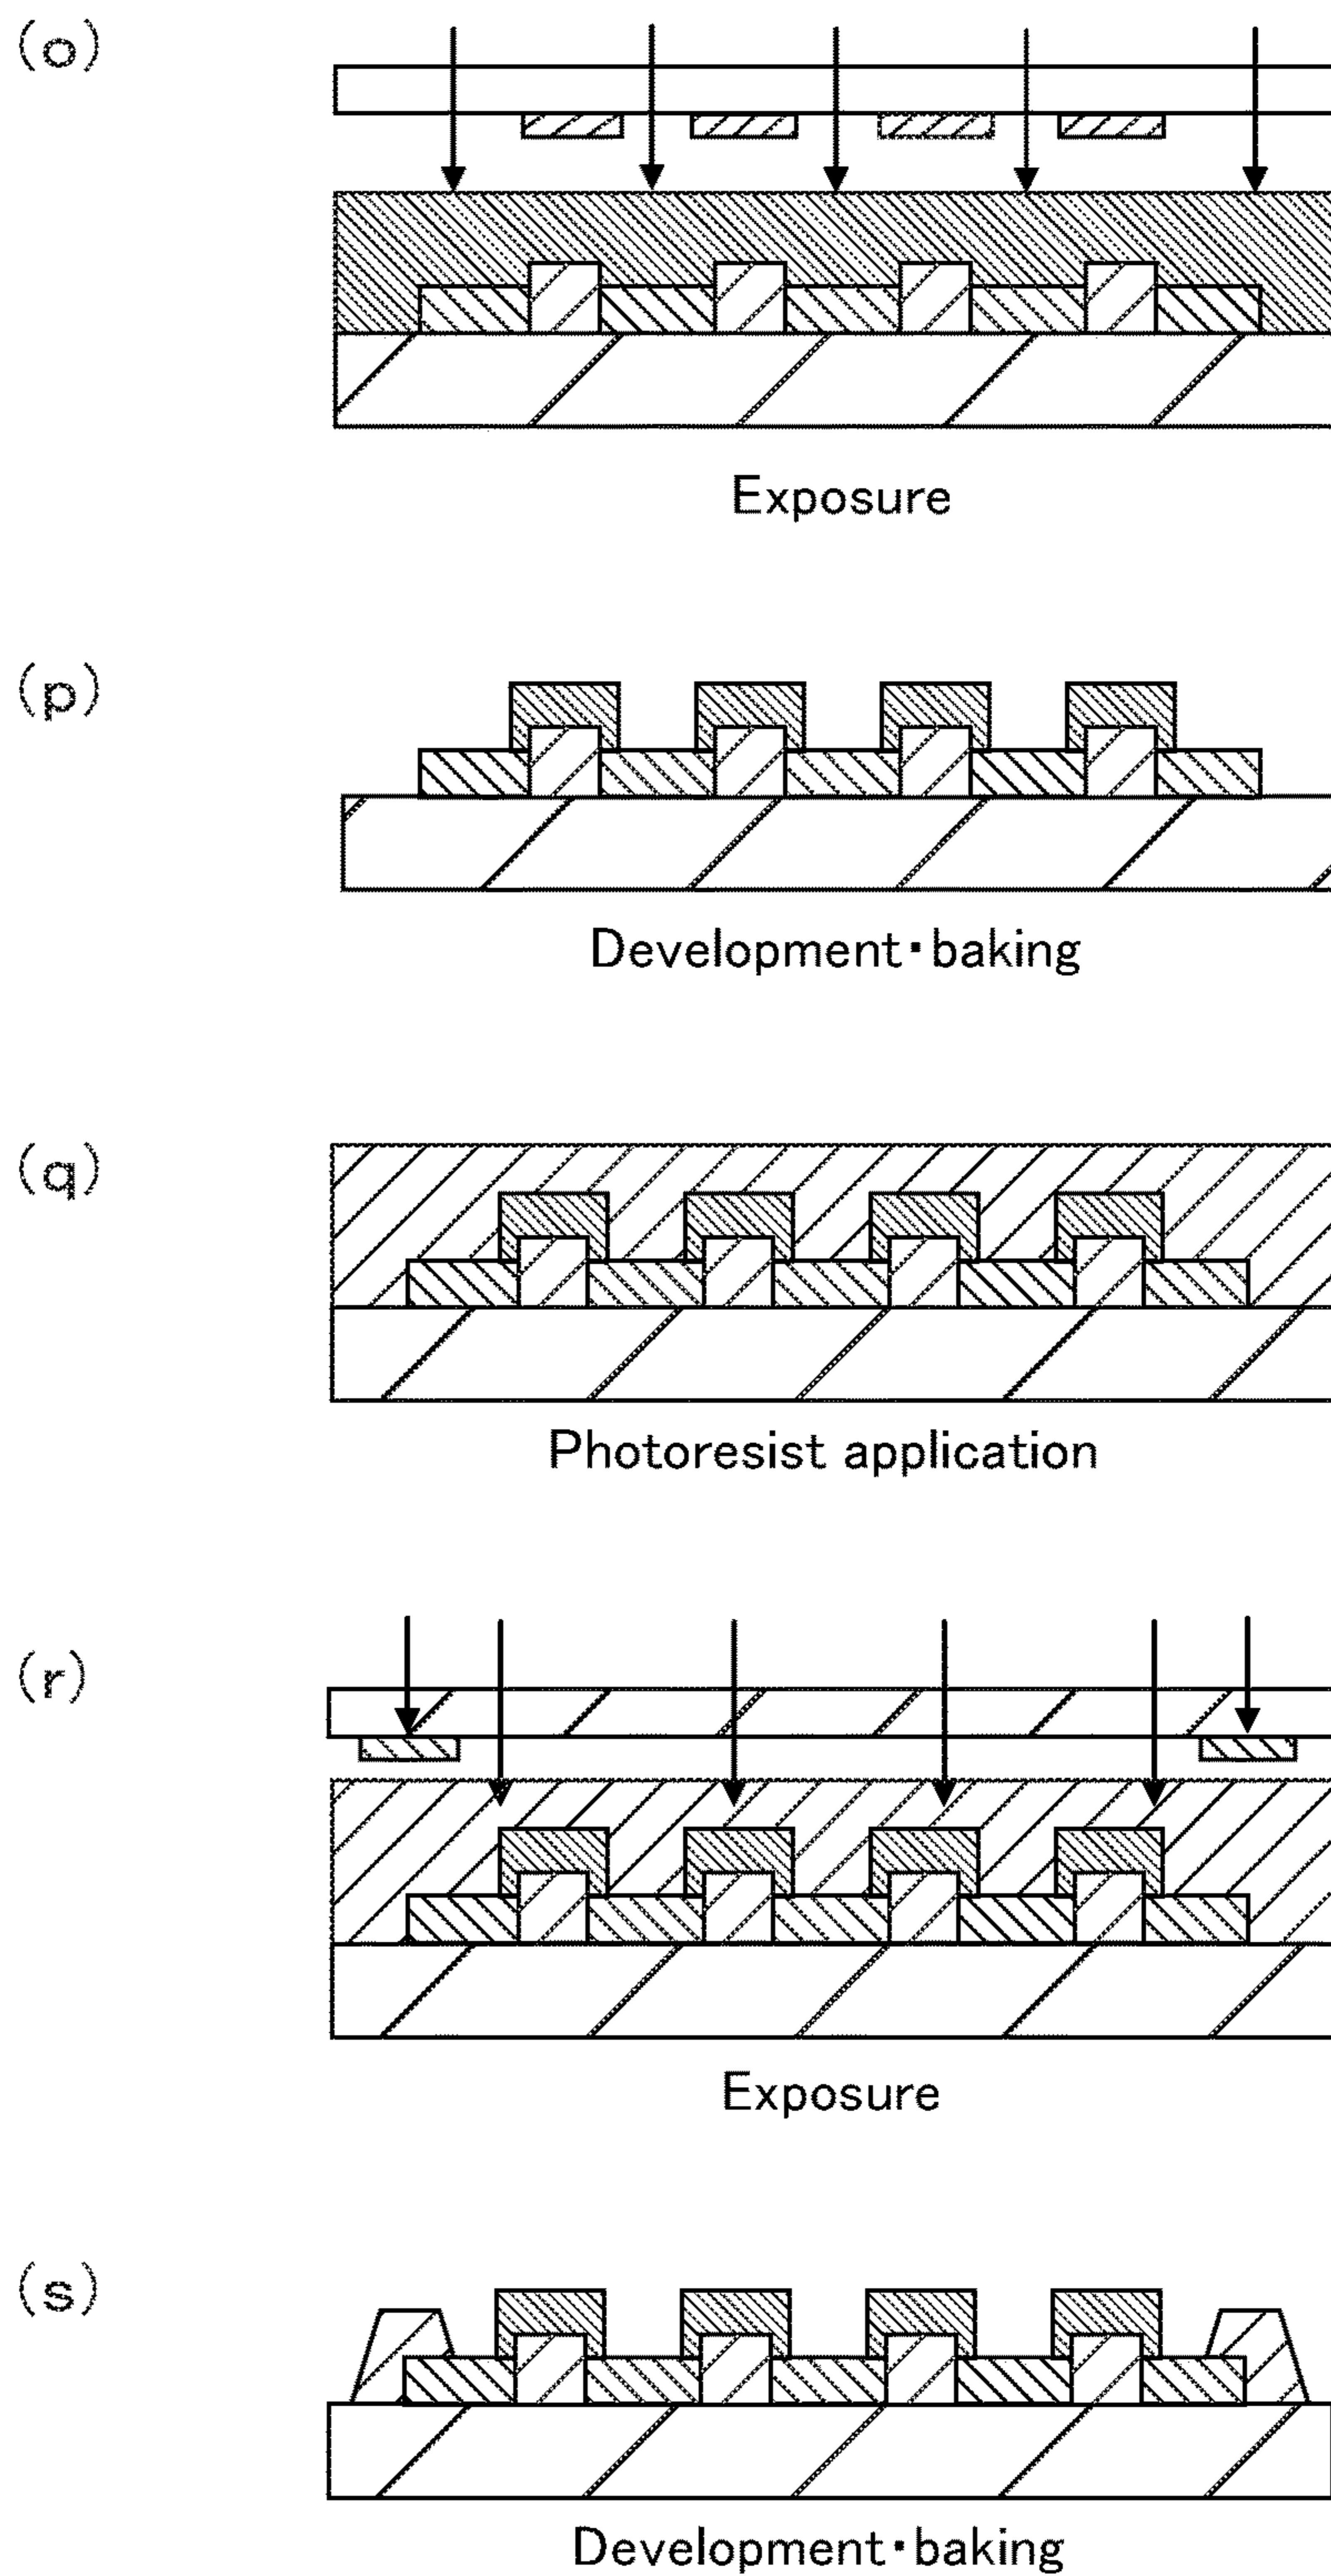 (o)
Exposure
(p)
Development・baking
(q)
Photoresist application
(r)
Exposure
(s)
Development・baking